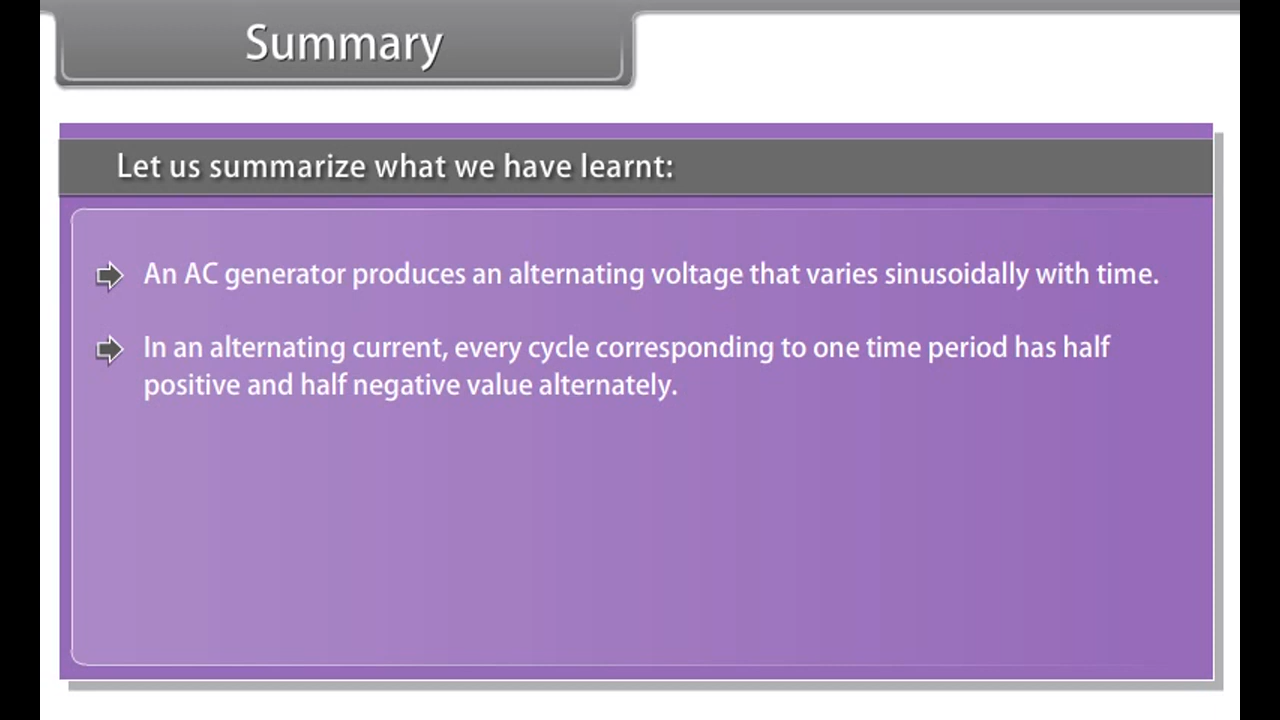 Summary
Let us summarize what we have learnt:
An AC generator produces an alternating voltage that varies sinusoidally with time.
In an alternating current, every cycle corresponding to one time period has half
positive and half negative value alternately.